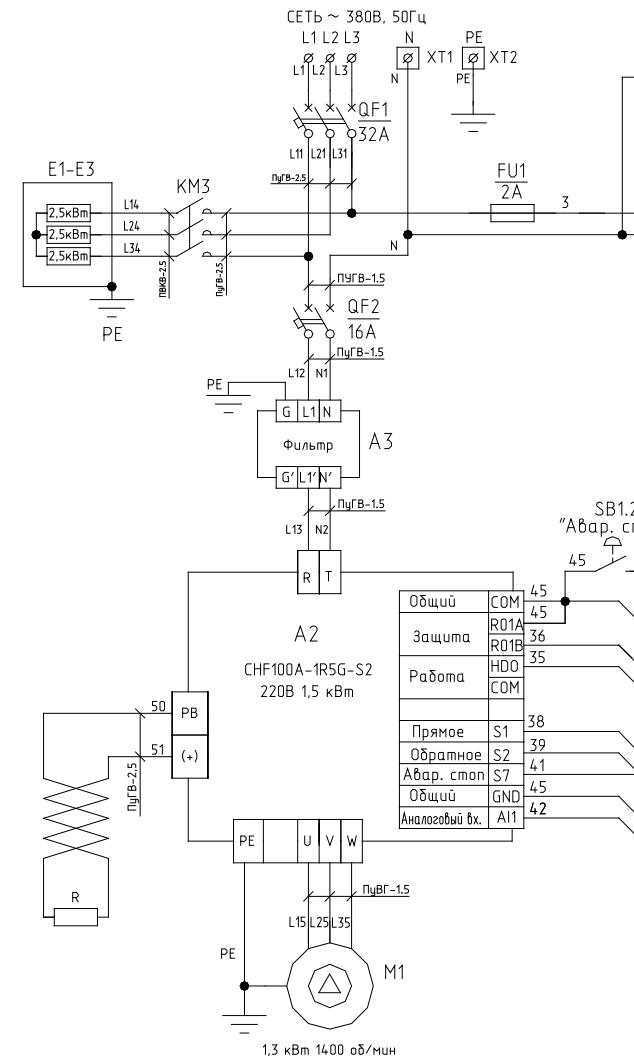 СЕТЬ ~ 380В, 50Гц
L1 L2 L3
N
PE
XT1
XT2
L1 L2 L3
N
PE
QF1
32A
L11 L21 L31
E1-E3
KM3
ПуГВ-2,5
FU1
2A
3
2,5кВт
L14
2,5кВт
L24
2,5кВт
L34
N
ПВКВ-2.5
ПуГВ-2,5
PE
ПУГВ-1.5
QF2
16A
ПуГВ-1.5
L12
N1
PE
G L1 N
Фильтр
A3
G' L1' N'
ПуГВ-1.5
L13
N2
SB1.2
"Авар. ст
45
R T
A2
CHF100A-1R5G-S2
220В 1,5 кВт
Общий COM 45
Защита R01A 45
R01B 36
Работа HDO 35
COM
Прямое S1 38
Обратное S2 39
Авар. стоп S7 41
Общий GND 45
Аналоговый вх. AI1 42
50
PB
51
(+)
ПуГВ-2,5
R
PE U V W
ПуВГ-1.5
L15 L25 L35
PE
M1
1,3 кВт 1400 об/мин